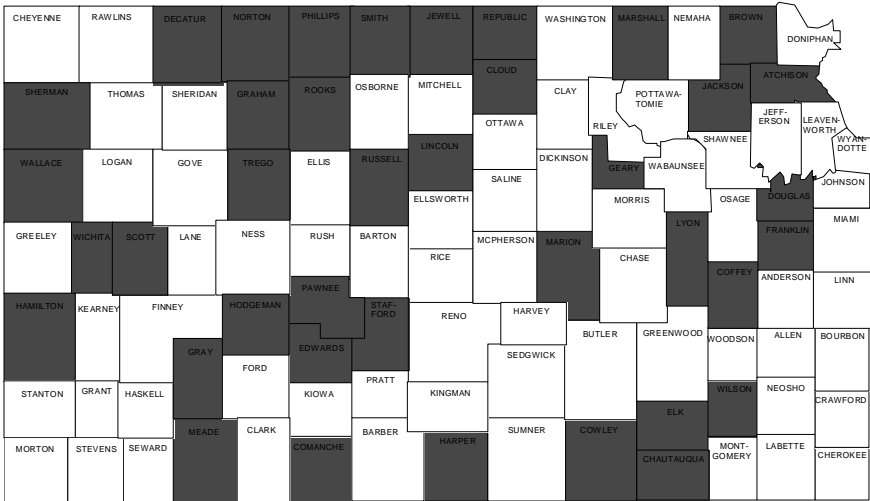 CHEYENNE
RAWLINS
DECATUR
NORTON
PHILLIPS
SMITH
JEWELL
REPUBLIC
WASHINGTON
MARSHALL
NEMAHA
BROWN
DONIPHAN
SHERMAN
THOMAS
SHERIDAN
GRAHAM
ROOKS
OSBORNE
MITCHELL
CLOUD
CLAY
RILEY
POTTAWA-
TOMIE
JACKSON
ATCHISON
JEFF-
ERSON
LEAVEN-
WORTH
WYAN-
DOTTE
WALLACE
LOGAN
GOVE
TREGO
ELLIS
RUSSELL
LINCOLN
OTTAWA
SALINE
DICKINSON
GEARY
WABAUNSEE
SHAWNEE
DOUGLAS
JOHNSON
GREELEY
WICHITA
SCOTT
LANE
NESS
RUSH
BARTON
ELLSWORTH
RICE
MCPHERSON
MARION
MORRIS
CHASE
LYON
OSAGE
COFFEY
FRANKLIN
MIAMI
ANDERSON
LINN
HAMIILTON
KEARNEY
FINNEY
HODGEMAN
PAWNEE
STAF-
FORD
EDWARDS
GRAY
FORD
RENO
HARVEY
SEDGWICK
BUTLER
GREENWOOD
WOODSON
ALLEN
BOURBON
STANTON
GRANT
HASKELL
KIOWA
PRATT
KINGMAN
ELK
WILSON
NEOSHO
CRAWFORD
MORTON
STEVENS
SEWARD
MEADE
CLARK
COMANCHE
BARBER
HARPER
SUMNER
COWLEY
CHAUTAUQUA
MONT-
GOMERY
LABETTE
CHEROKEE